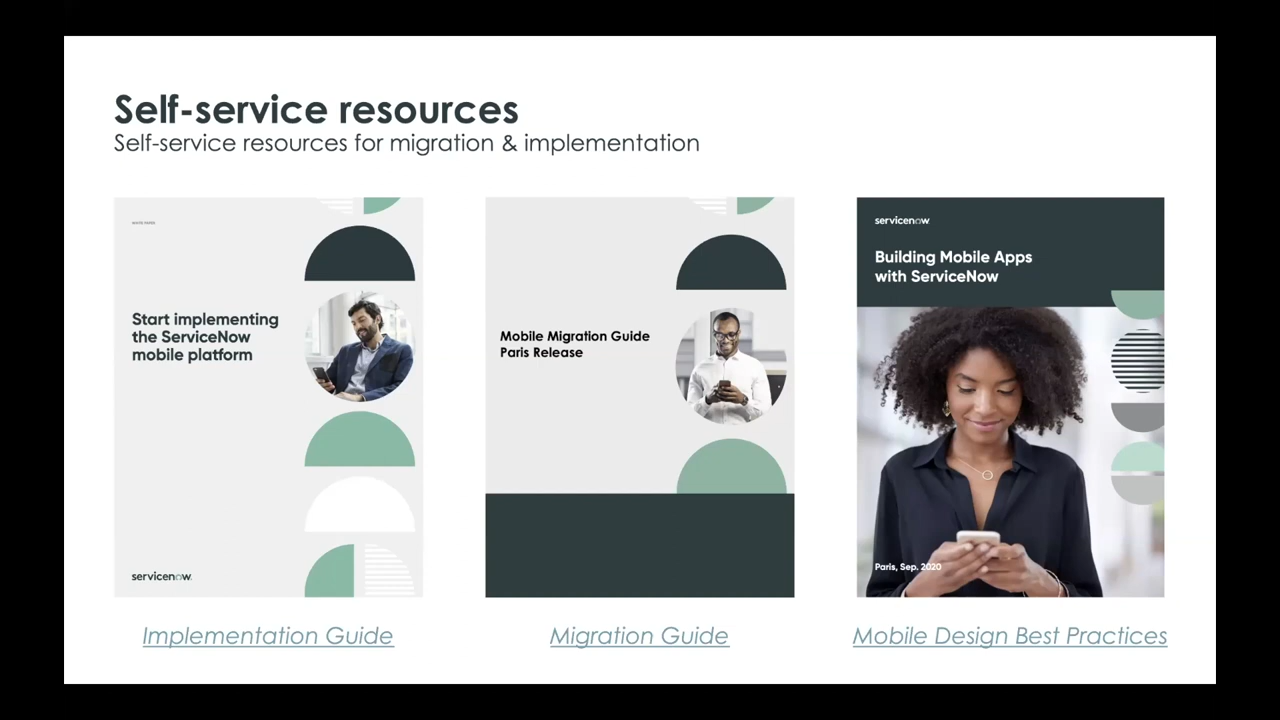 Self-service resources
Self-service resources for migration & implementation
WHITE PAPER
Start implementing
the ServiceNow
mobile platform
servicenow
Mobile Migration Guide
Paris Release
servicenow
Building Mobile Apps
with ServiceNow
Paris, Sep. 2020
Implementation Guide
Migration Guide
Mobile Design Best Practices